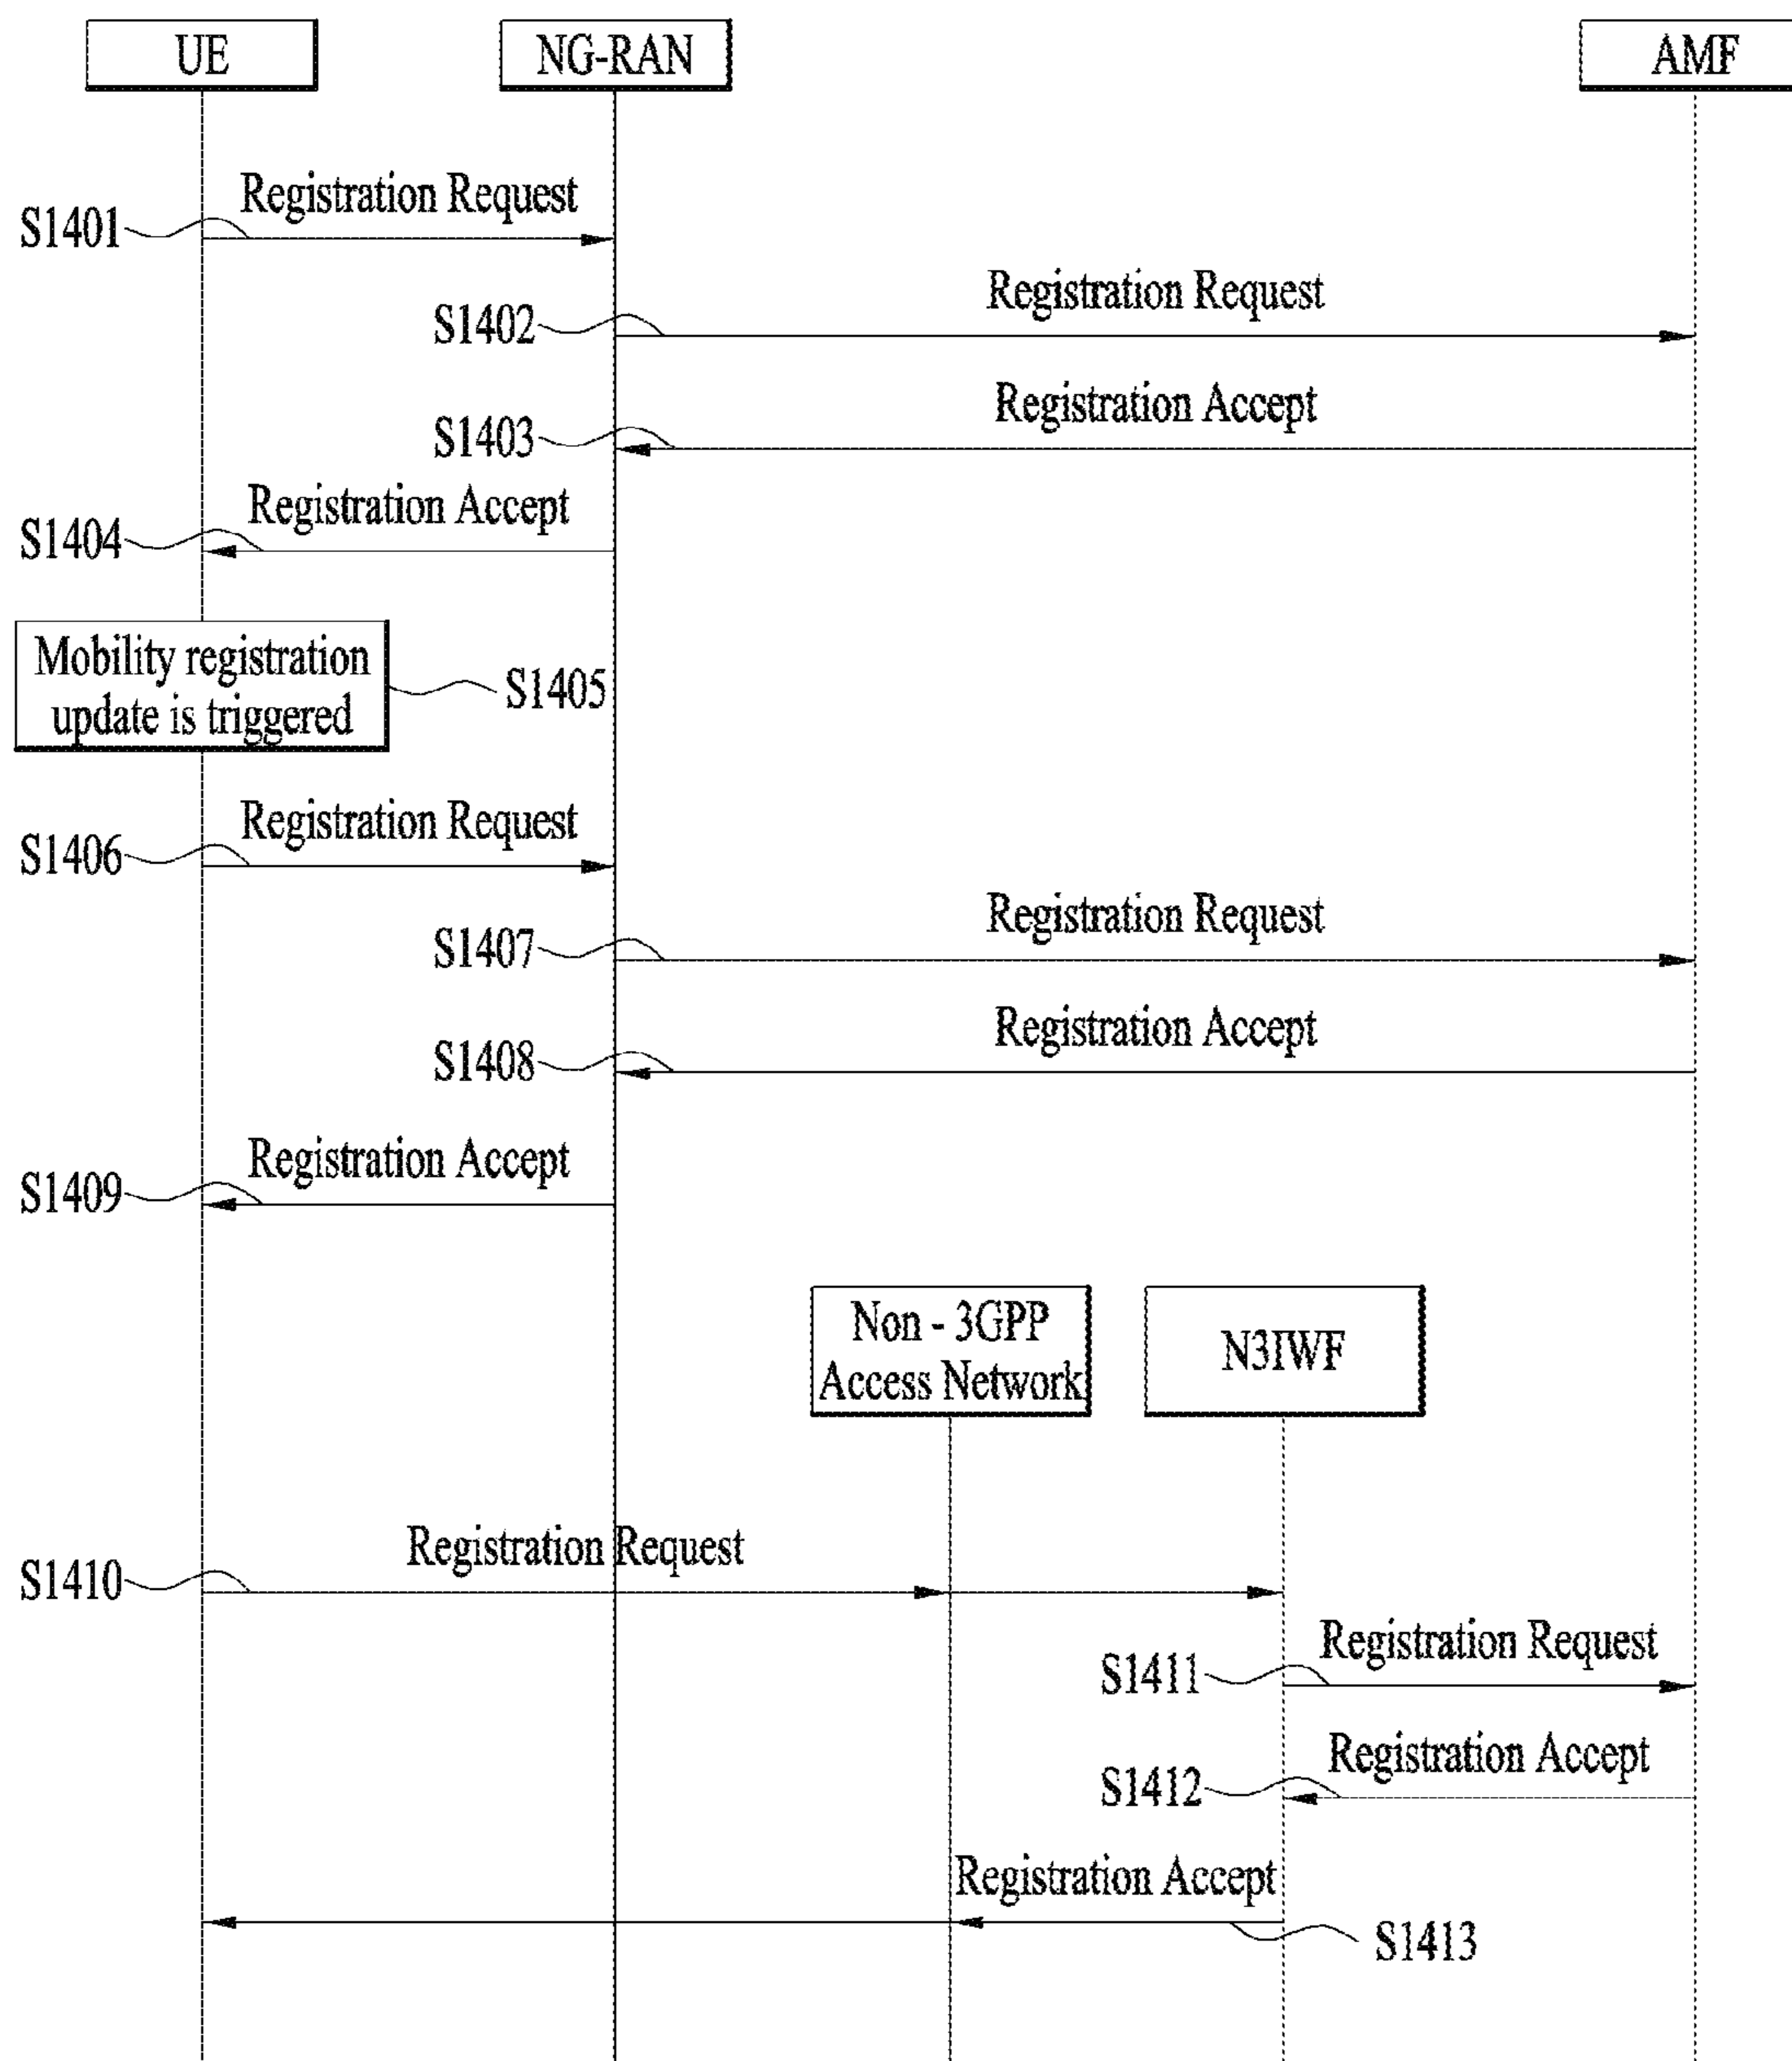 UE
NG-RAN
AMF
Registration Request
S1401
Registration Request
S1402
Registration Accept
S1403
Registration Accept
S1404
Mobility registration
update is triggered
S1405
Registration Request
S1406
Registration Request
S1407
Registration Accept
S1408
Registration Accept
S1409
Non - 3GPP
Access Network
N3IWF
Registration Request
S1410
Registration Request
S1411
Registration Accept
S1412
Registration Accept
S1413